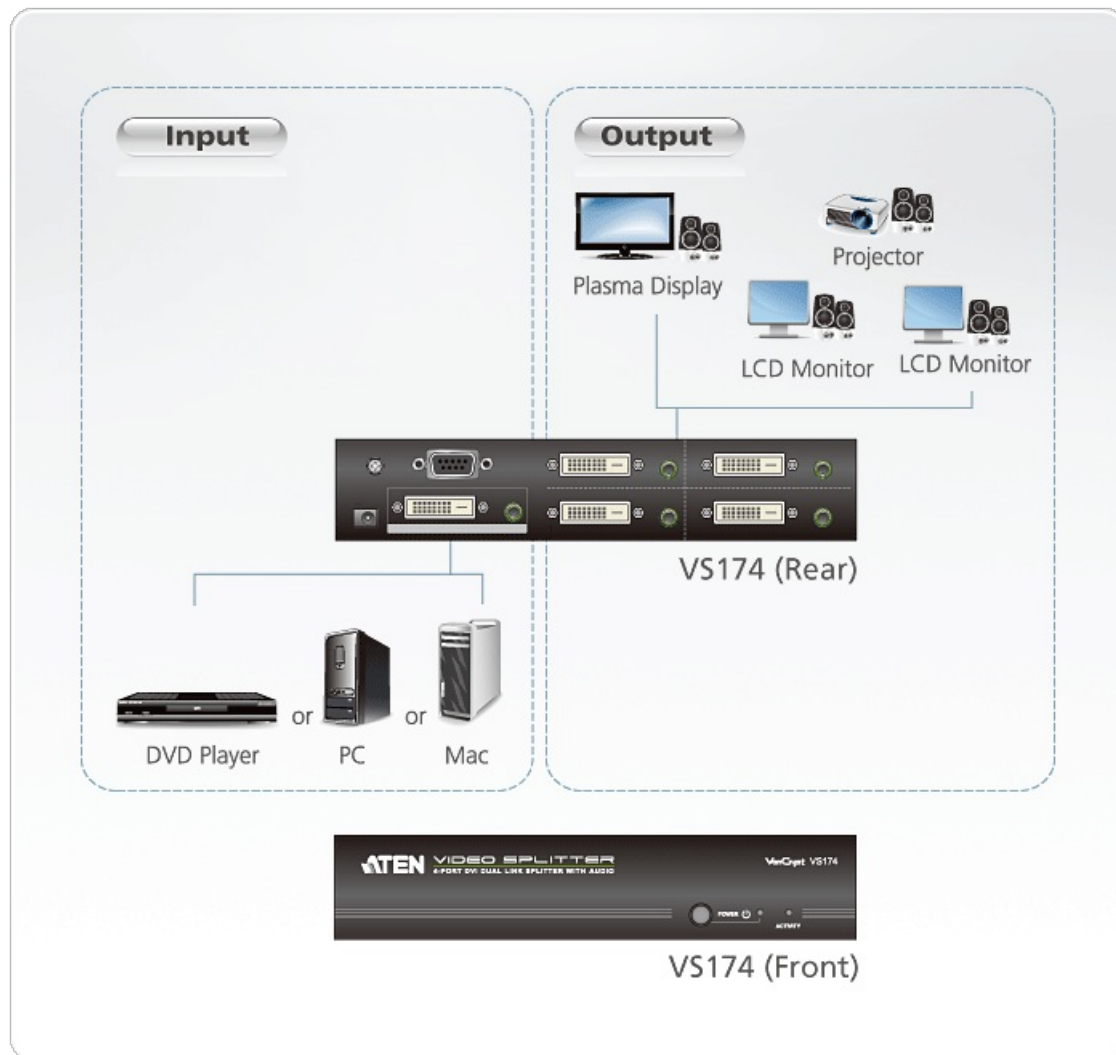 Input
Output
Plasma Display
Projector
LCD Monitor
LCD Monitor
VS174 (Rear)
DVD Player
or
PC
or
Mac
ATEN VIDEO SPLITTER
4-PORT DVI DUAL LINK SPLITTER WITH AUDIO
VanCryst VS174
POWER
ACTIVITY
VS174 (Front)